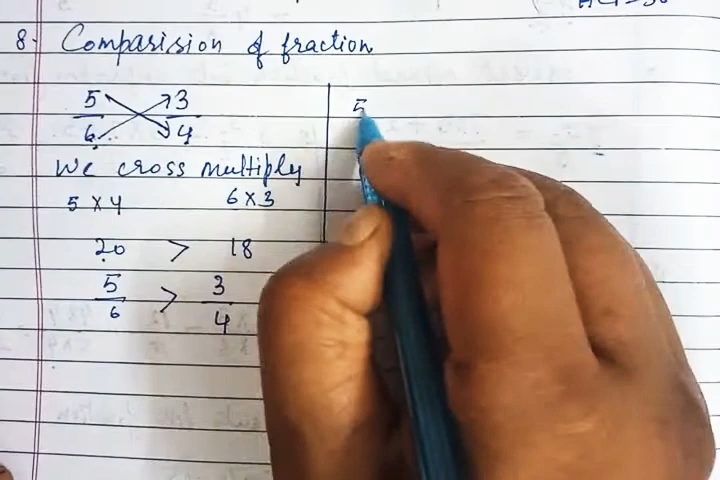 8. Comparision of fraction
5 3
6 4
We cross multiply
5 x 4 6 x 3
20 > 18
5 > 3
6 4
5